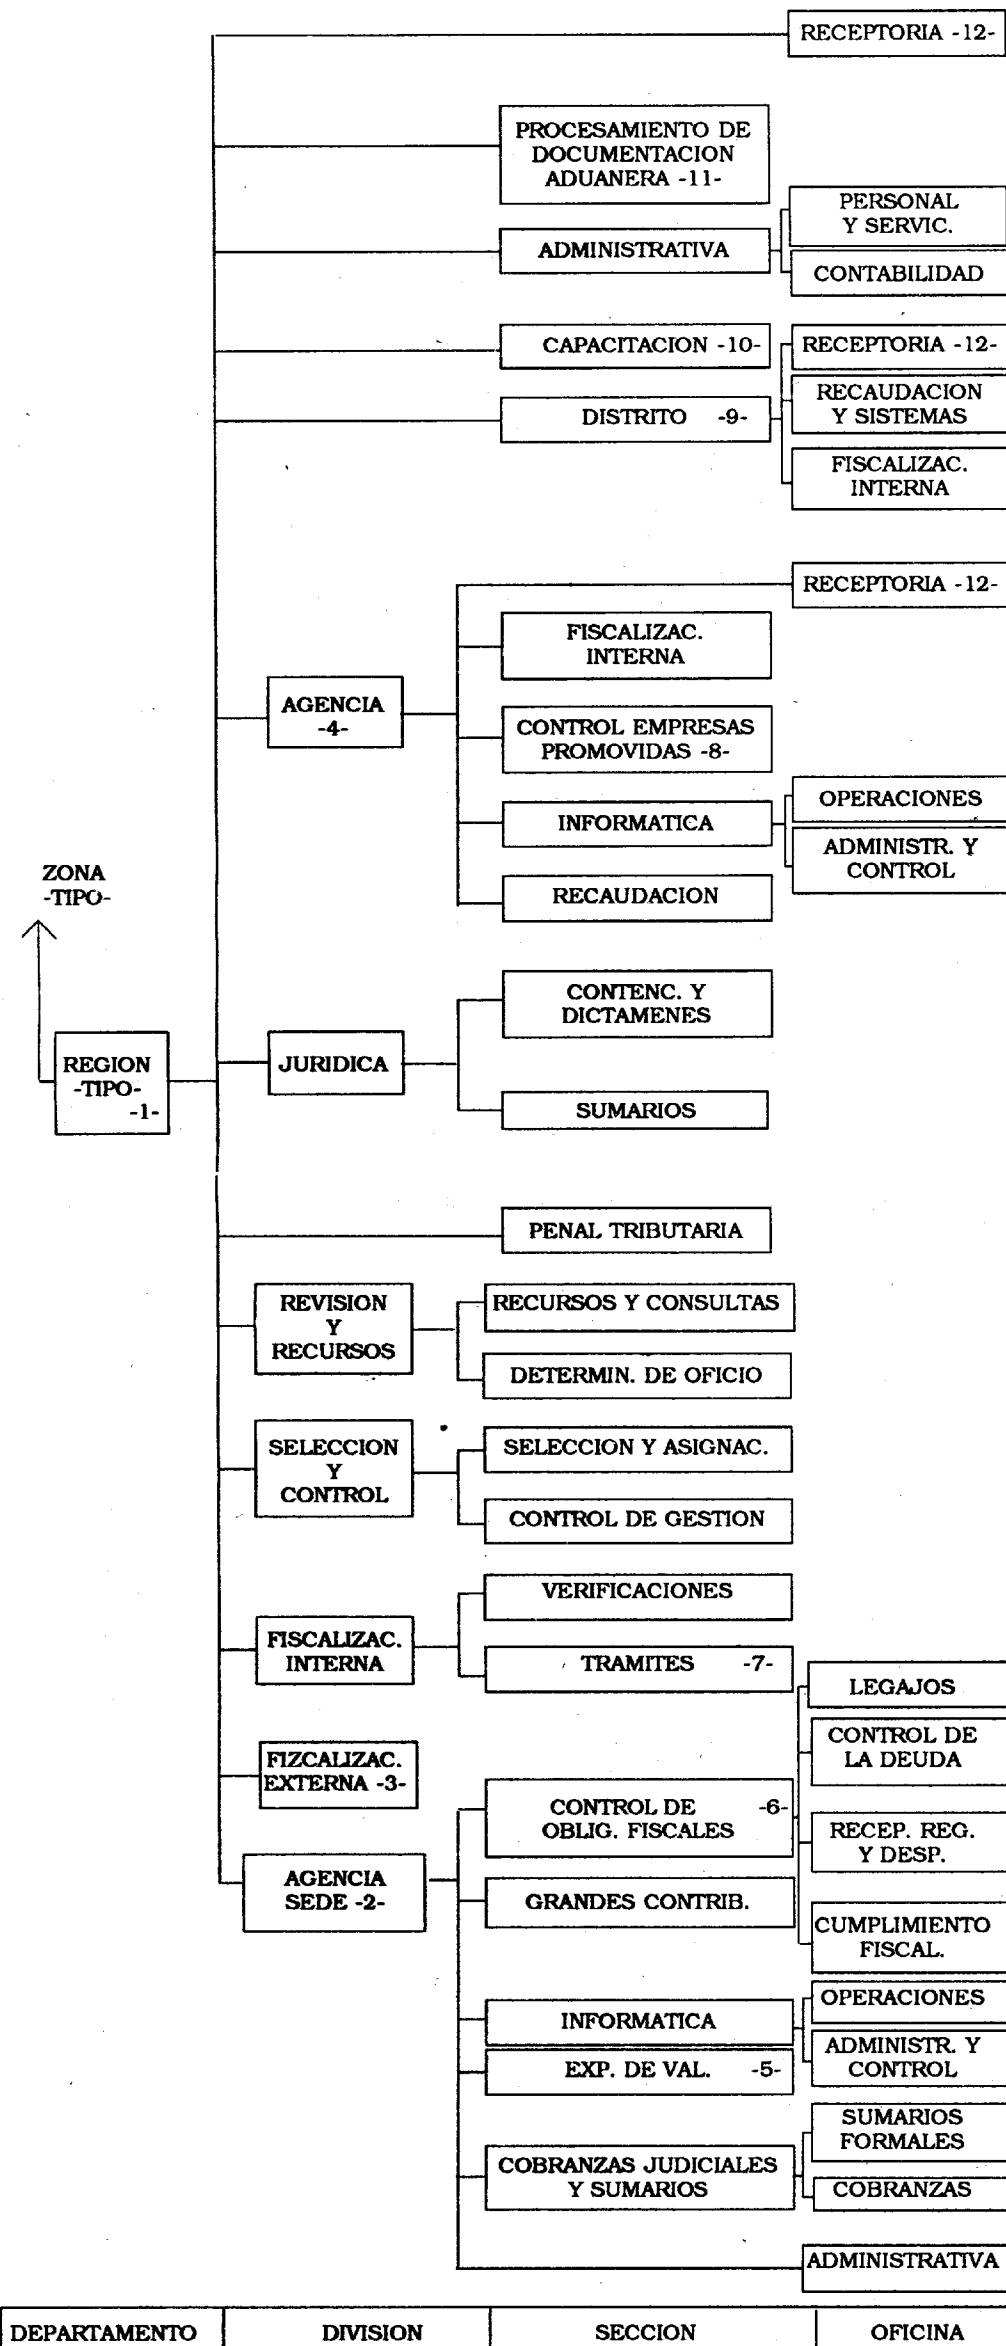 RECEPTORIA -12-
PROCESAMIENTO DE
DOCUMENTACION
ADUANERA -11-
ADMINISTRATIVA
PERSONAL
Y SERVIC.
CONTABILIDAD
CAPACITACION -10-
DISTRITO -9-
RECEPTORIA -12-
RECAUDACION
Y SISTEMAS
FISCALIZAC.
INTERNA
AGENCIA
-4-
RECEPTORIA -12-
FISCALIZAC.
INTERNA
CONTROL EMPRESAS
PROMOVIDAS -8-
INFORMATICA
OPERACIONES
ADMINISTR. Y
CONTROL
RECAUDACION
ZONA
-TIPO-
REGION
-TIPO-
-1-
JURIDICA
CONTENC. Y
DICTAMENES
SUMARIOS
PENAL TRIBUTARIA
REVISION
Y
RECURSOS
RECURSOS Y CONSULTAS
DETERMIN. DE OFICIO
SELECCION
Y
CONTROL
SELECCION Y ASIGNAC.
CONTROL DE GESTION
FISCALIZAC.
INTERNA
VERIFICACIONES
TRAMITES -7-
FIZCALIZAC.
EXTERNA -3-
AGENCIA
SEDE -2-
CONTROL DE -6-
OBLIG. FISCALES
LEGAJOS
CONTROL DE
LA DEUDA
RECEP. REG.
Y DESP.
CUMPLIMIENTO
FISCAL.
GRANDES CONTRIB.
INFORMATICA
OPERACIONES
ADMINISTR. Y
CONTROL
EXP. DE VAL. -5-
COBRANZAS JUDICIALES
Y SUMARIOS
SUMARIOS
FORMALES
COBRANZAS
ADMINISTRATIVA
DEPARTAMENTO DIVISION SECCION OFICINA